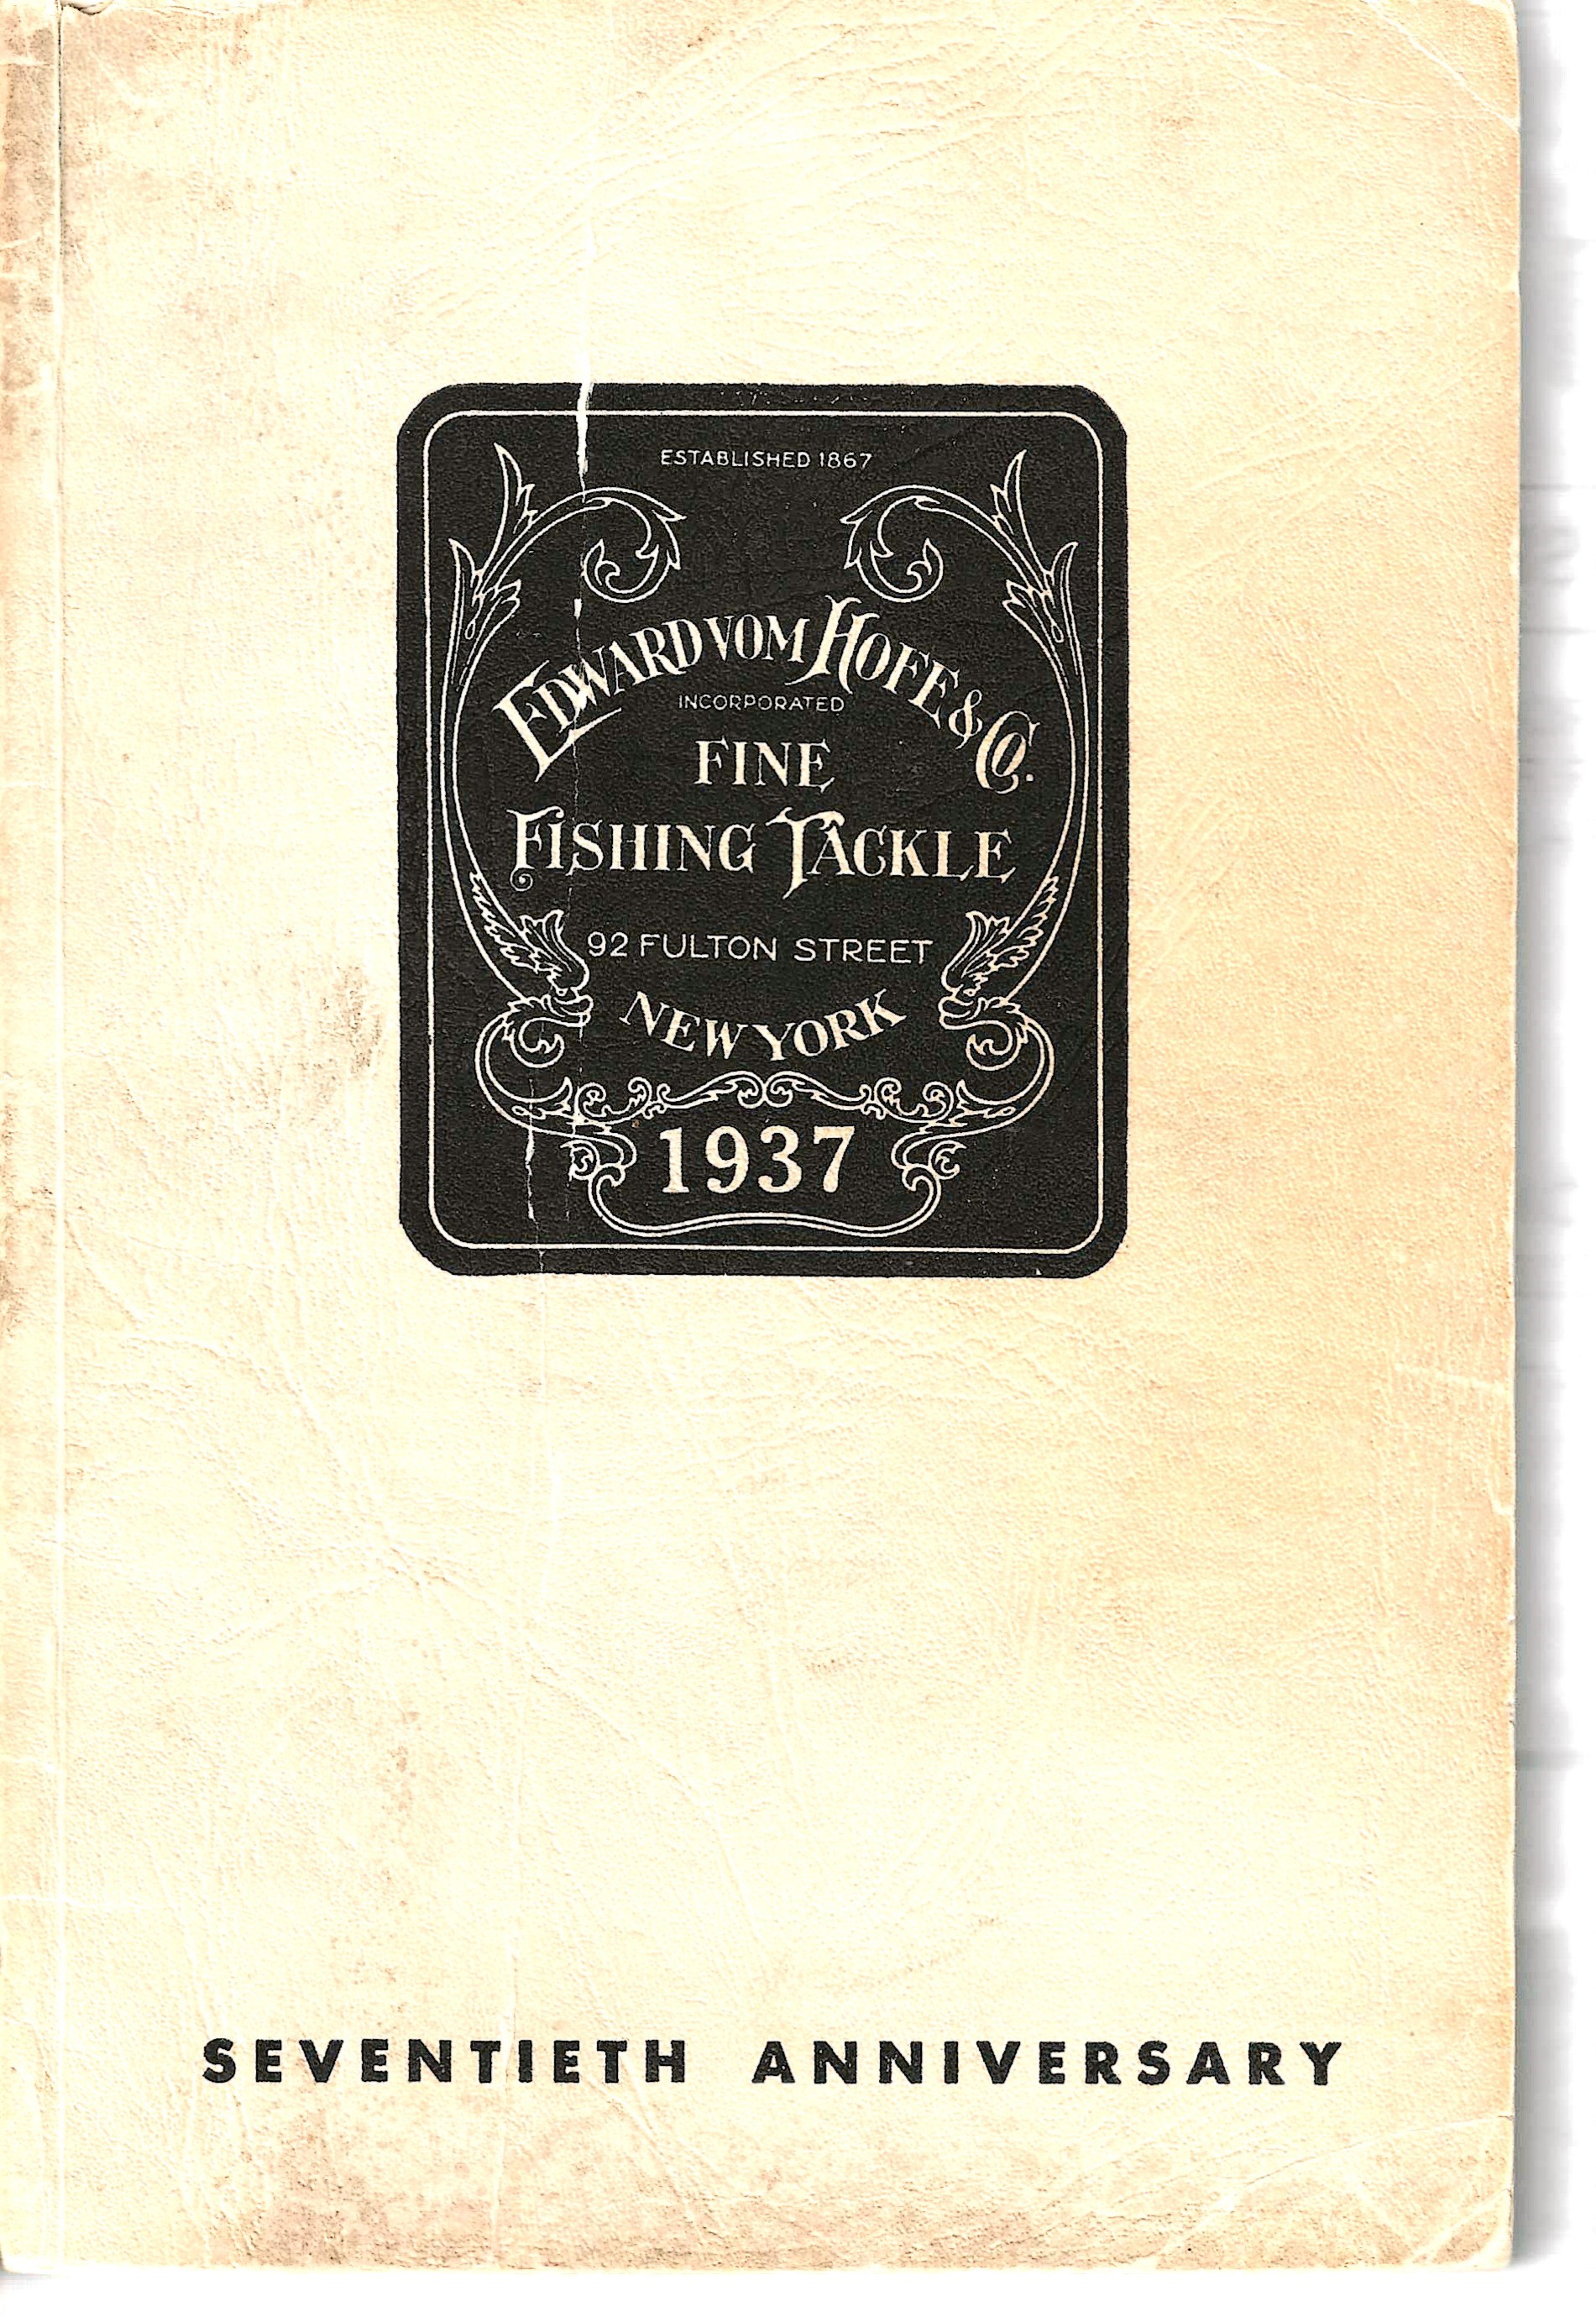 ESTABLISHED 1867
EDWARD VOM HOFE & CO.
INCORPORATED
FINE
FISHING TACKLE
92 FULTON STREET
NEW YORK
1937
SEVENTIETH ANNIVERSARY